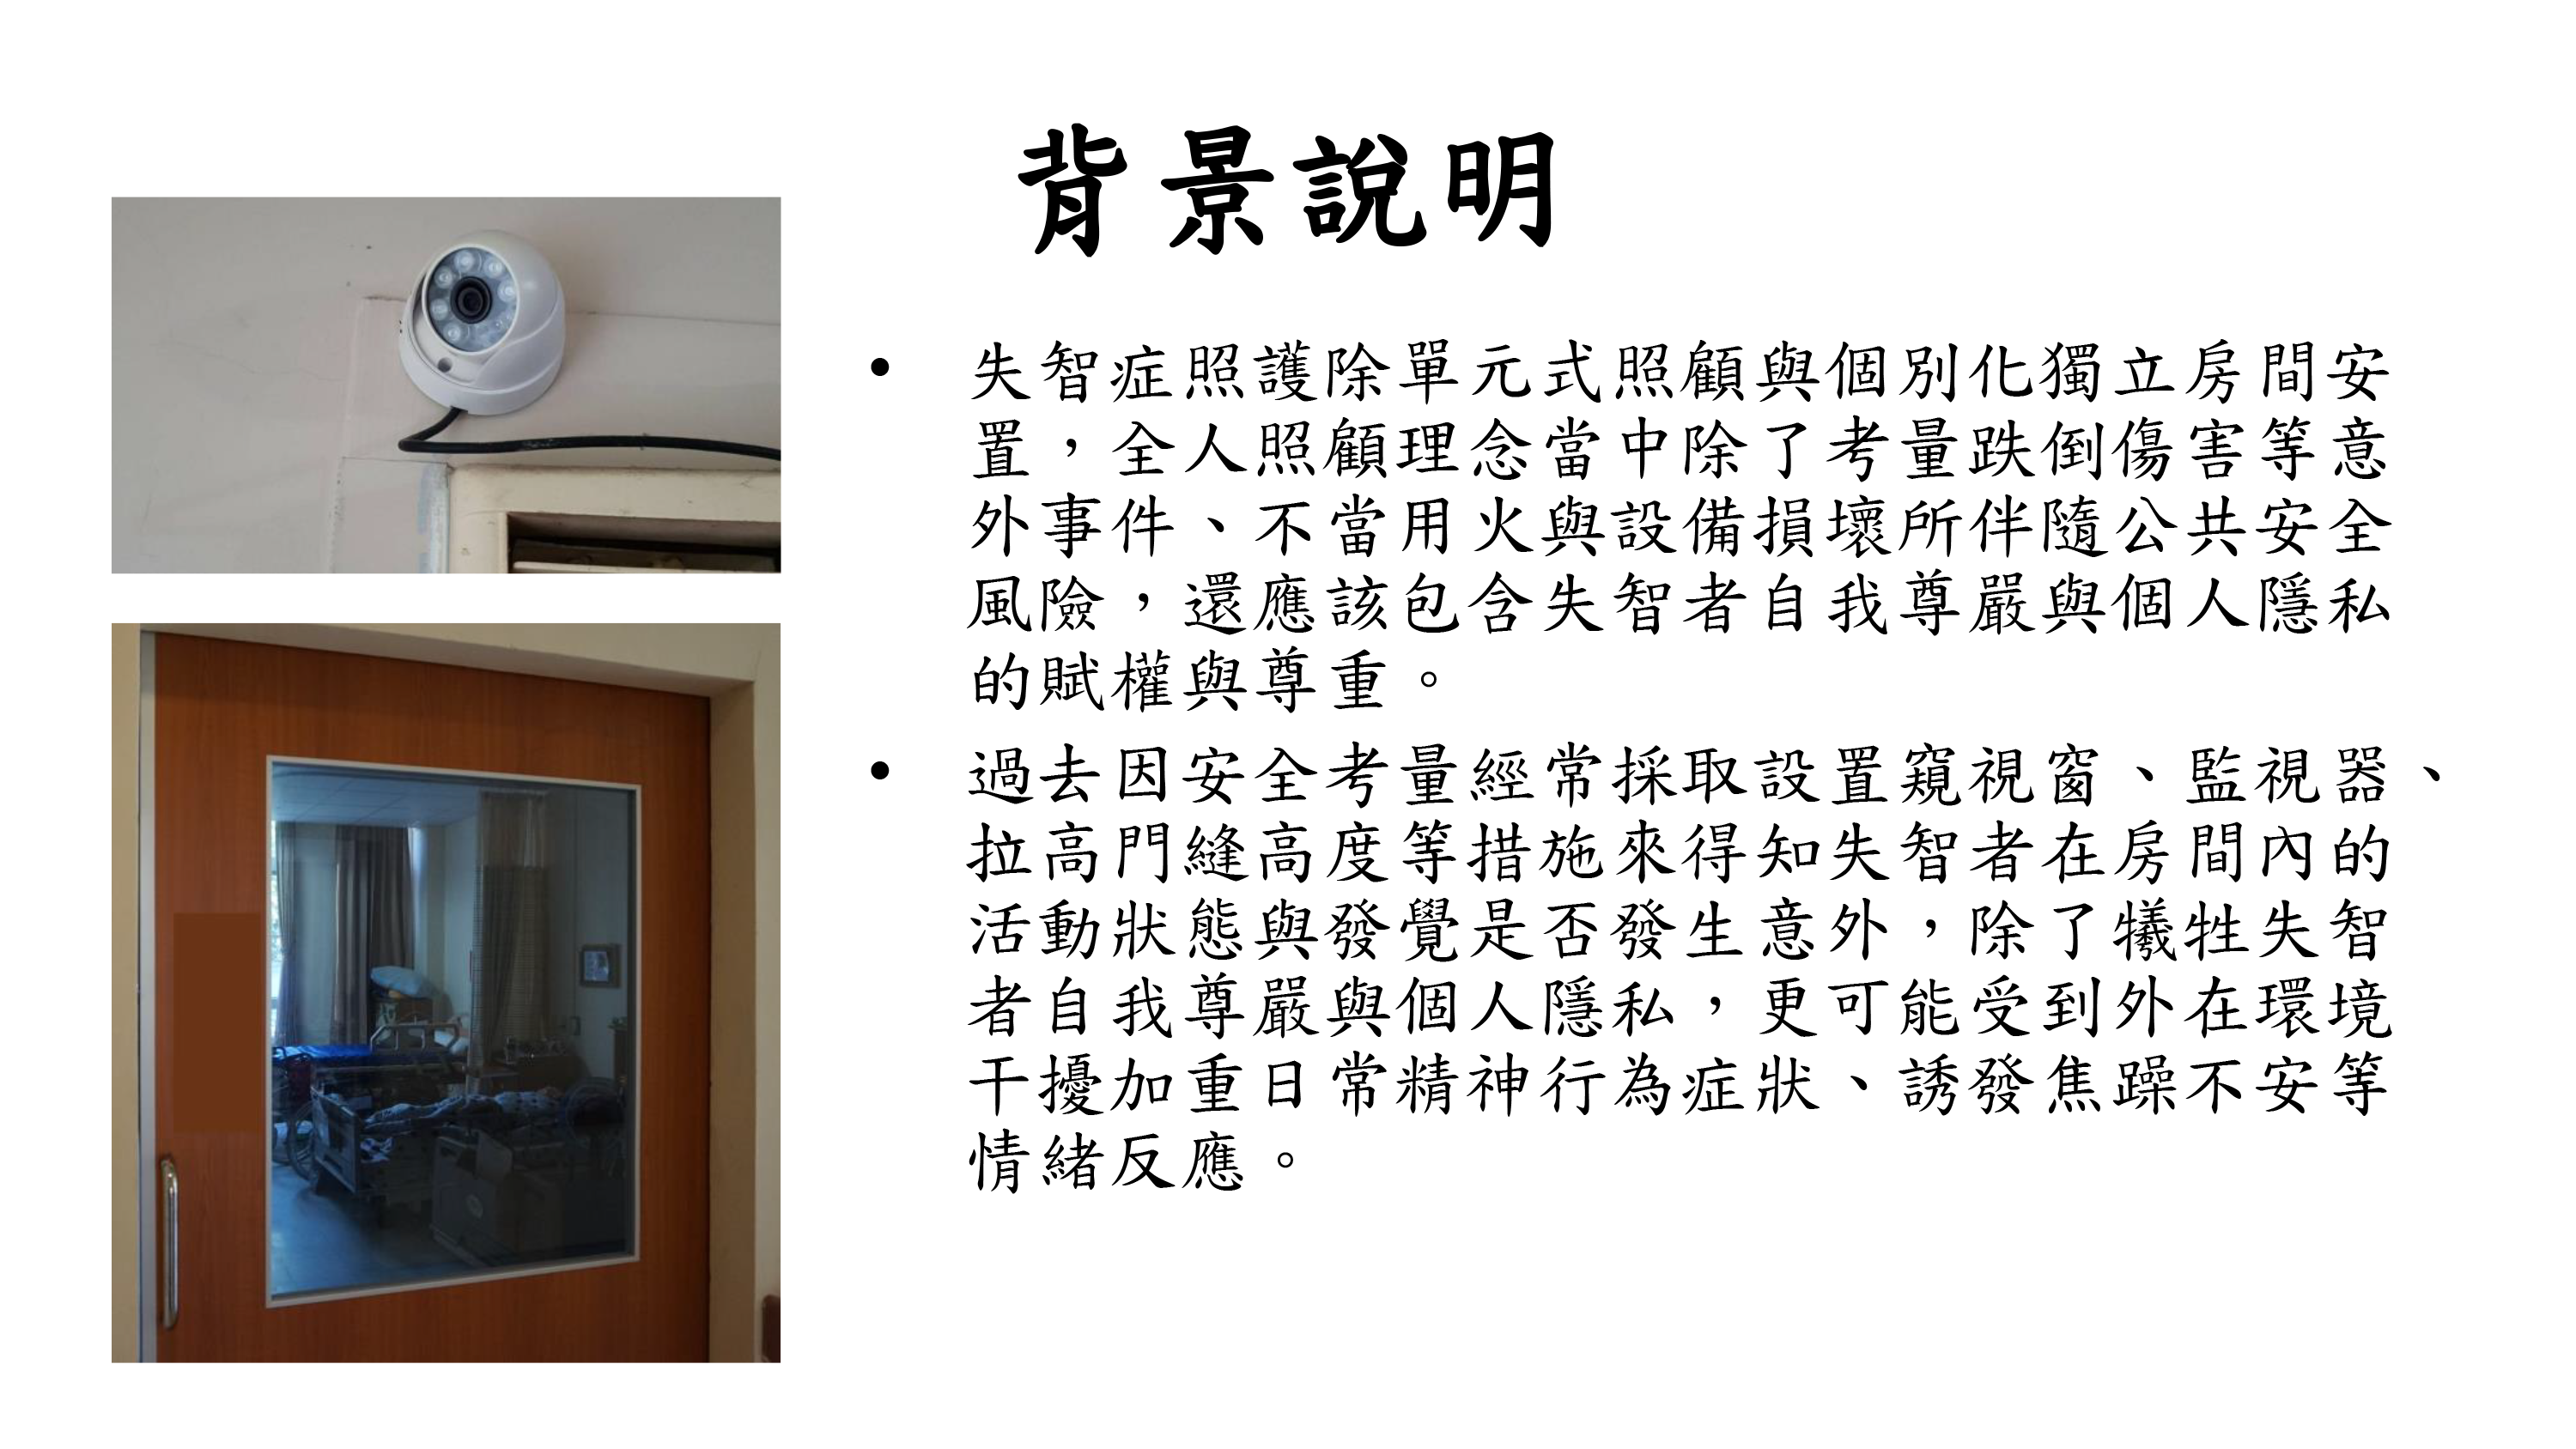 背景說明
• 失智症照護除單元式照顧與個別化獨立房間安
置，全人照顧理念當中除了考量跌倒傷害等意
外事件、不當用火與設備損壞所伴隨公共安全
風險，還應該包含失智者自我尊嚴與個人隱私
的賦權與尊重。
• 過去因安全考量經常採取設置窺視窗、監視器、
拉高門縫高度等措施來得知失智者在房間內的
活動狀態與發覺是否發生意外，除了犧牲失智
者自我尊嚴與個人隱私，更可能受到外在環境
干擾加重日常精神行為症狀、誘發焦躁不安等
情緒反應。